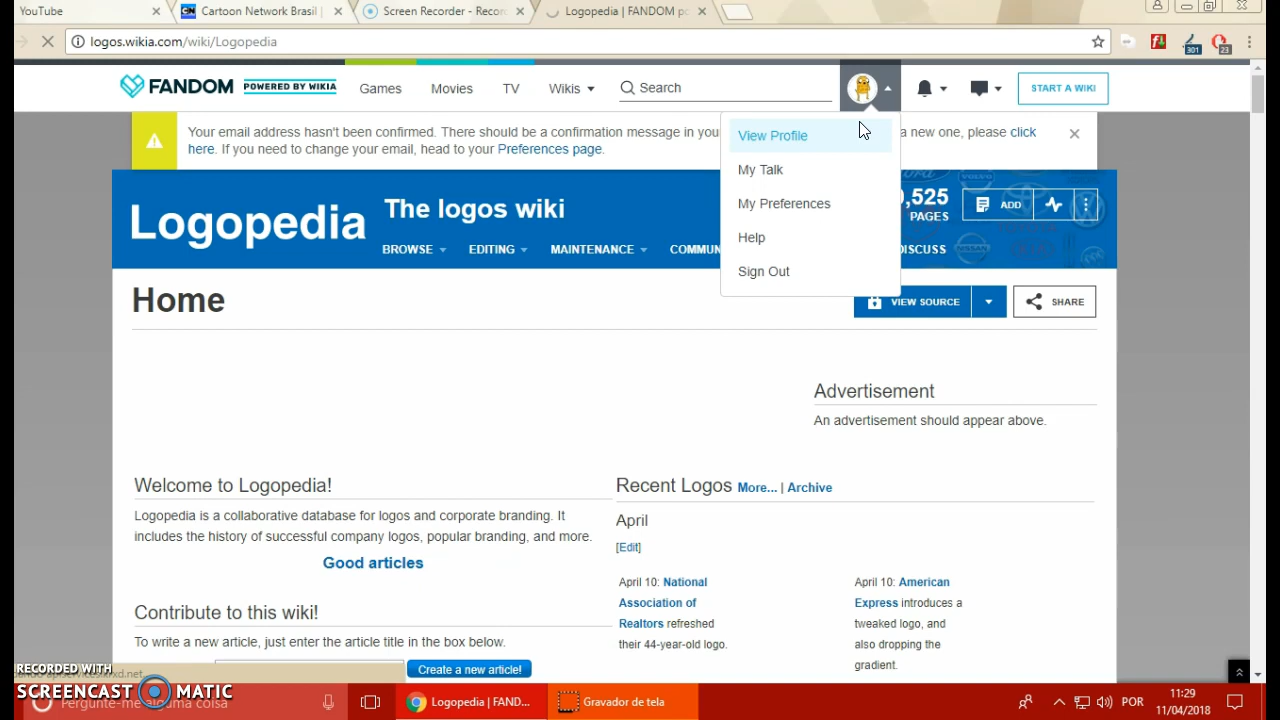 YouTube
Cartoon Network Brasil |
Screen Recorder - Recor
Logopedia | FANDOM po
logos.wikia.com/wiki/Logopedia
301
23
FANDOM
POWERED BY WIKIA
Games
Movies
TV
Wikis
Search
START A WIKI
Your email address hasn't been confirmed. There should be a confirmation message in you
a new one, please click
here. If you need to change your email, head to your Preferences page.
View Profile
My Talk
My Preferences
Help
Sign Out
Logopedia
The logos wiki
,525
PAGES
ADD
BROWSE
EDITING
MAINTENANCE
COMMUN
DISCUSS
Home
VIEW SOURCE
SHARE
Advertisement
An advertisement should appear above.
Welcome to Logopedia!
Logopedia is a collaborative database for logos and corporate branding. It
includes the history of successful company logos, popular branding, and more.
Good articles
Contribute to this wiki!
To write a new article, just enter the article title in the box below.
Create a new article!
Recent Logos More... | Archive
April
[Edit]
April 10: National
Association of
Realtors refreshed
their 44-year-old logo.
April 10: American
Express introduces a
tweaked logo, and
also dropping the
gradient.
RECORDED WITH
SCREENCAST MATIC
Pergunte-me alguma coisa
Logopedia | FAND...
Gravador de tela
POR
11:29
11/04/2018